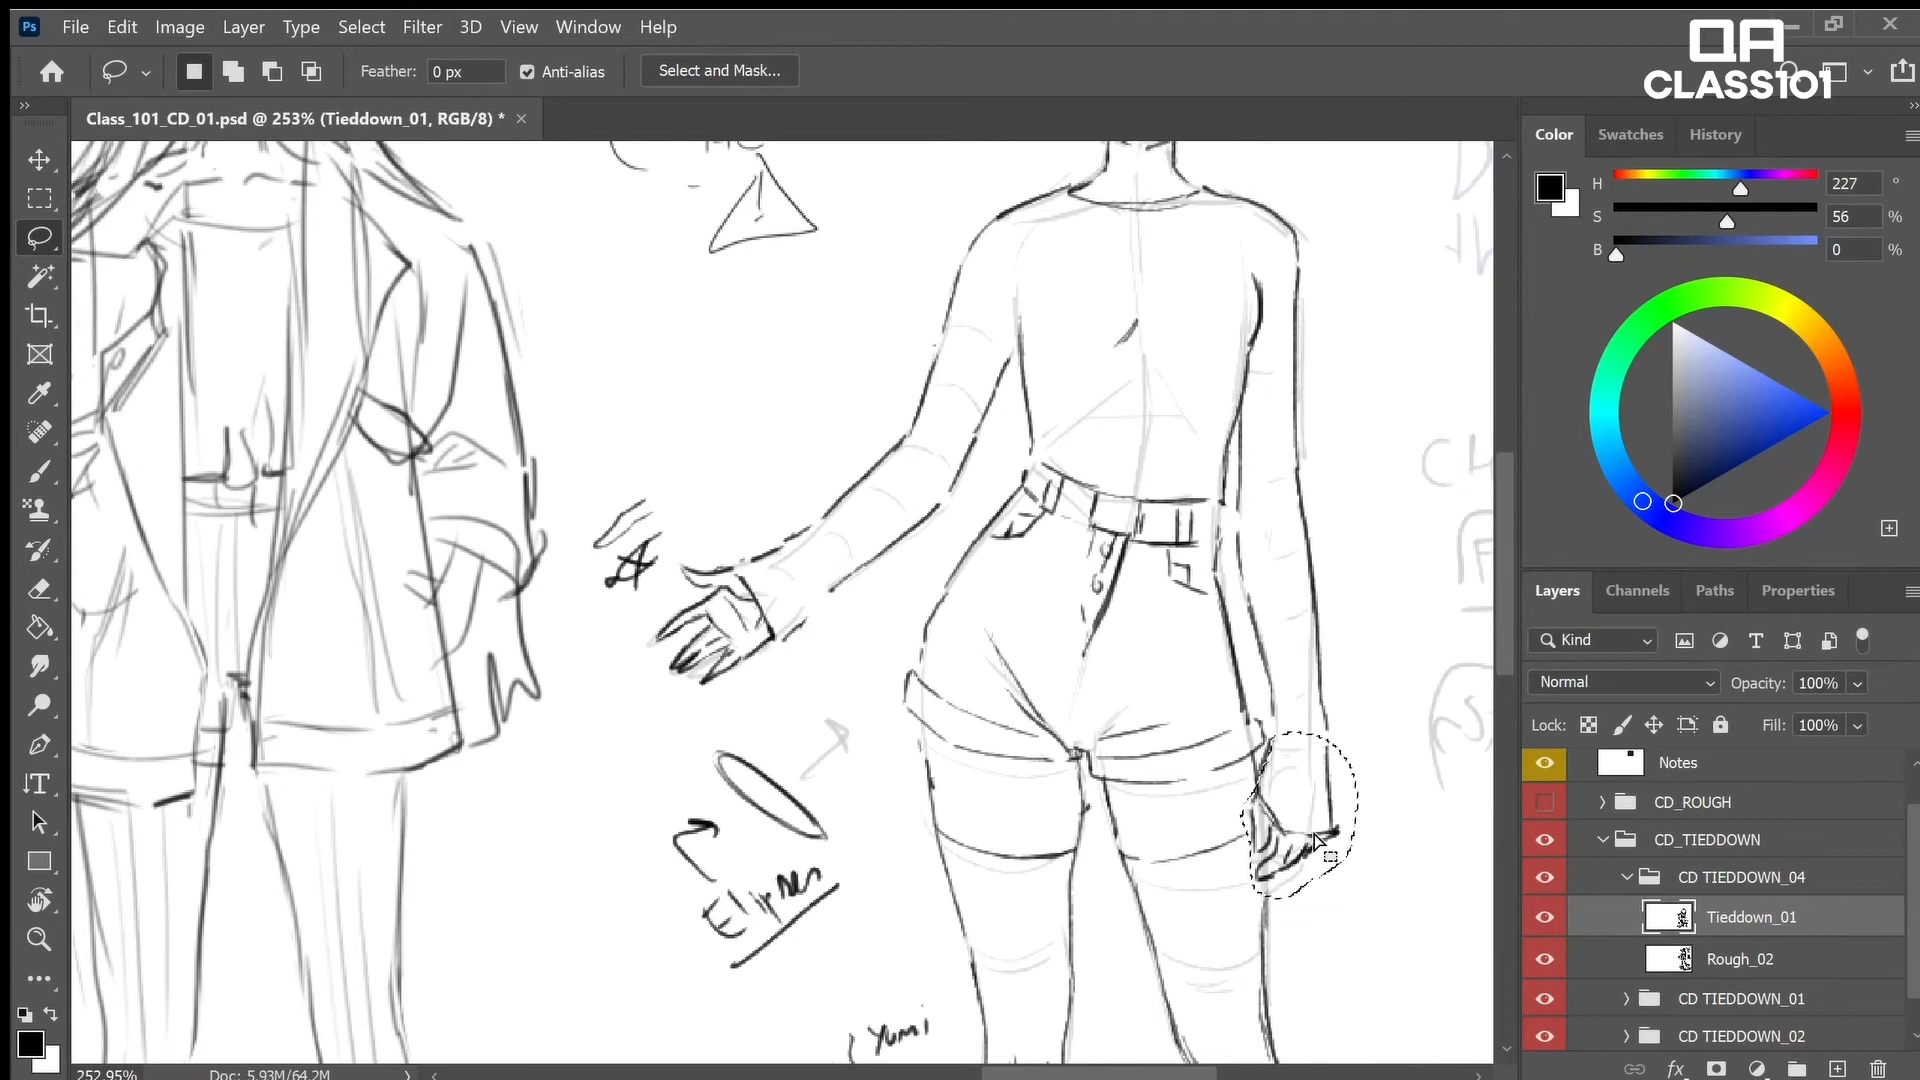 Ps File Edit Image Layer Type Select Filter 3D View Window Help
QA
CLASS101
Feather: 0 px Anti-alias Select and Mask...
Class_101_CD_01.psd @ 253% (Tieddown_01, RGB/8) *
Color Swatches History
H 227 °
S 56 %
B 0 %
Layers Channels Paths Properties
Kind
Normal Opacity: 100%
Lock: Fill: 100%
Notes
CD_ROUGH
CD_TIEDDOWN
CD TIEDDOWN_04
Tieddown_01
Rough_02
CD TIEDDOWN_01
CD TIEDDOWN_02
Yumi
252.95% Doc: 5.93M/64.2M
fx